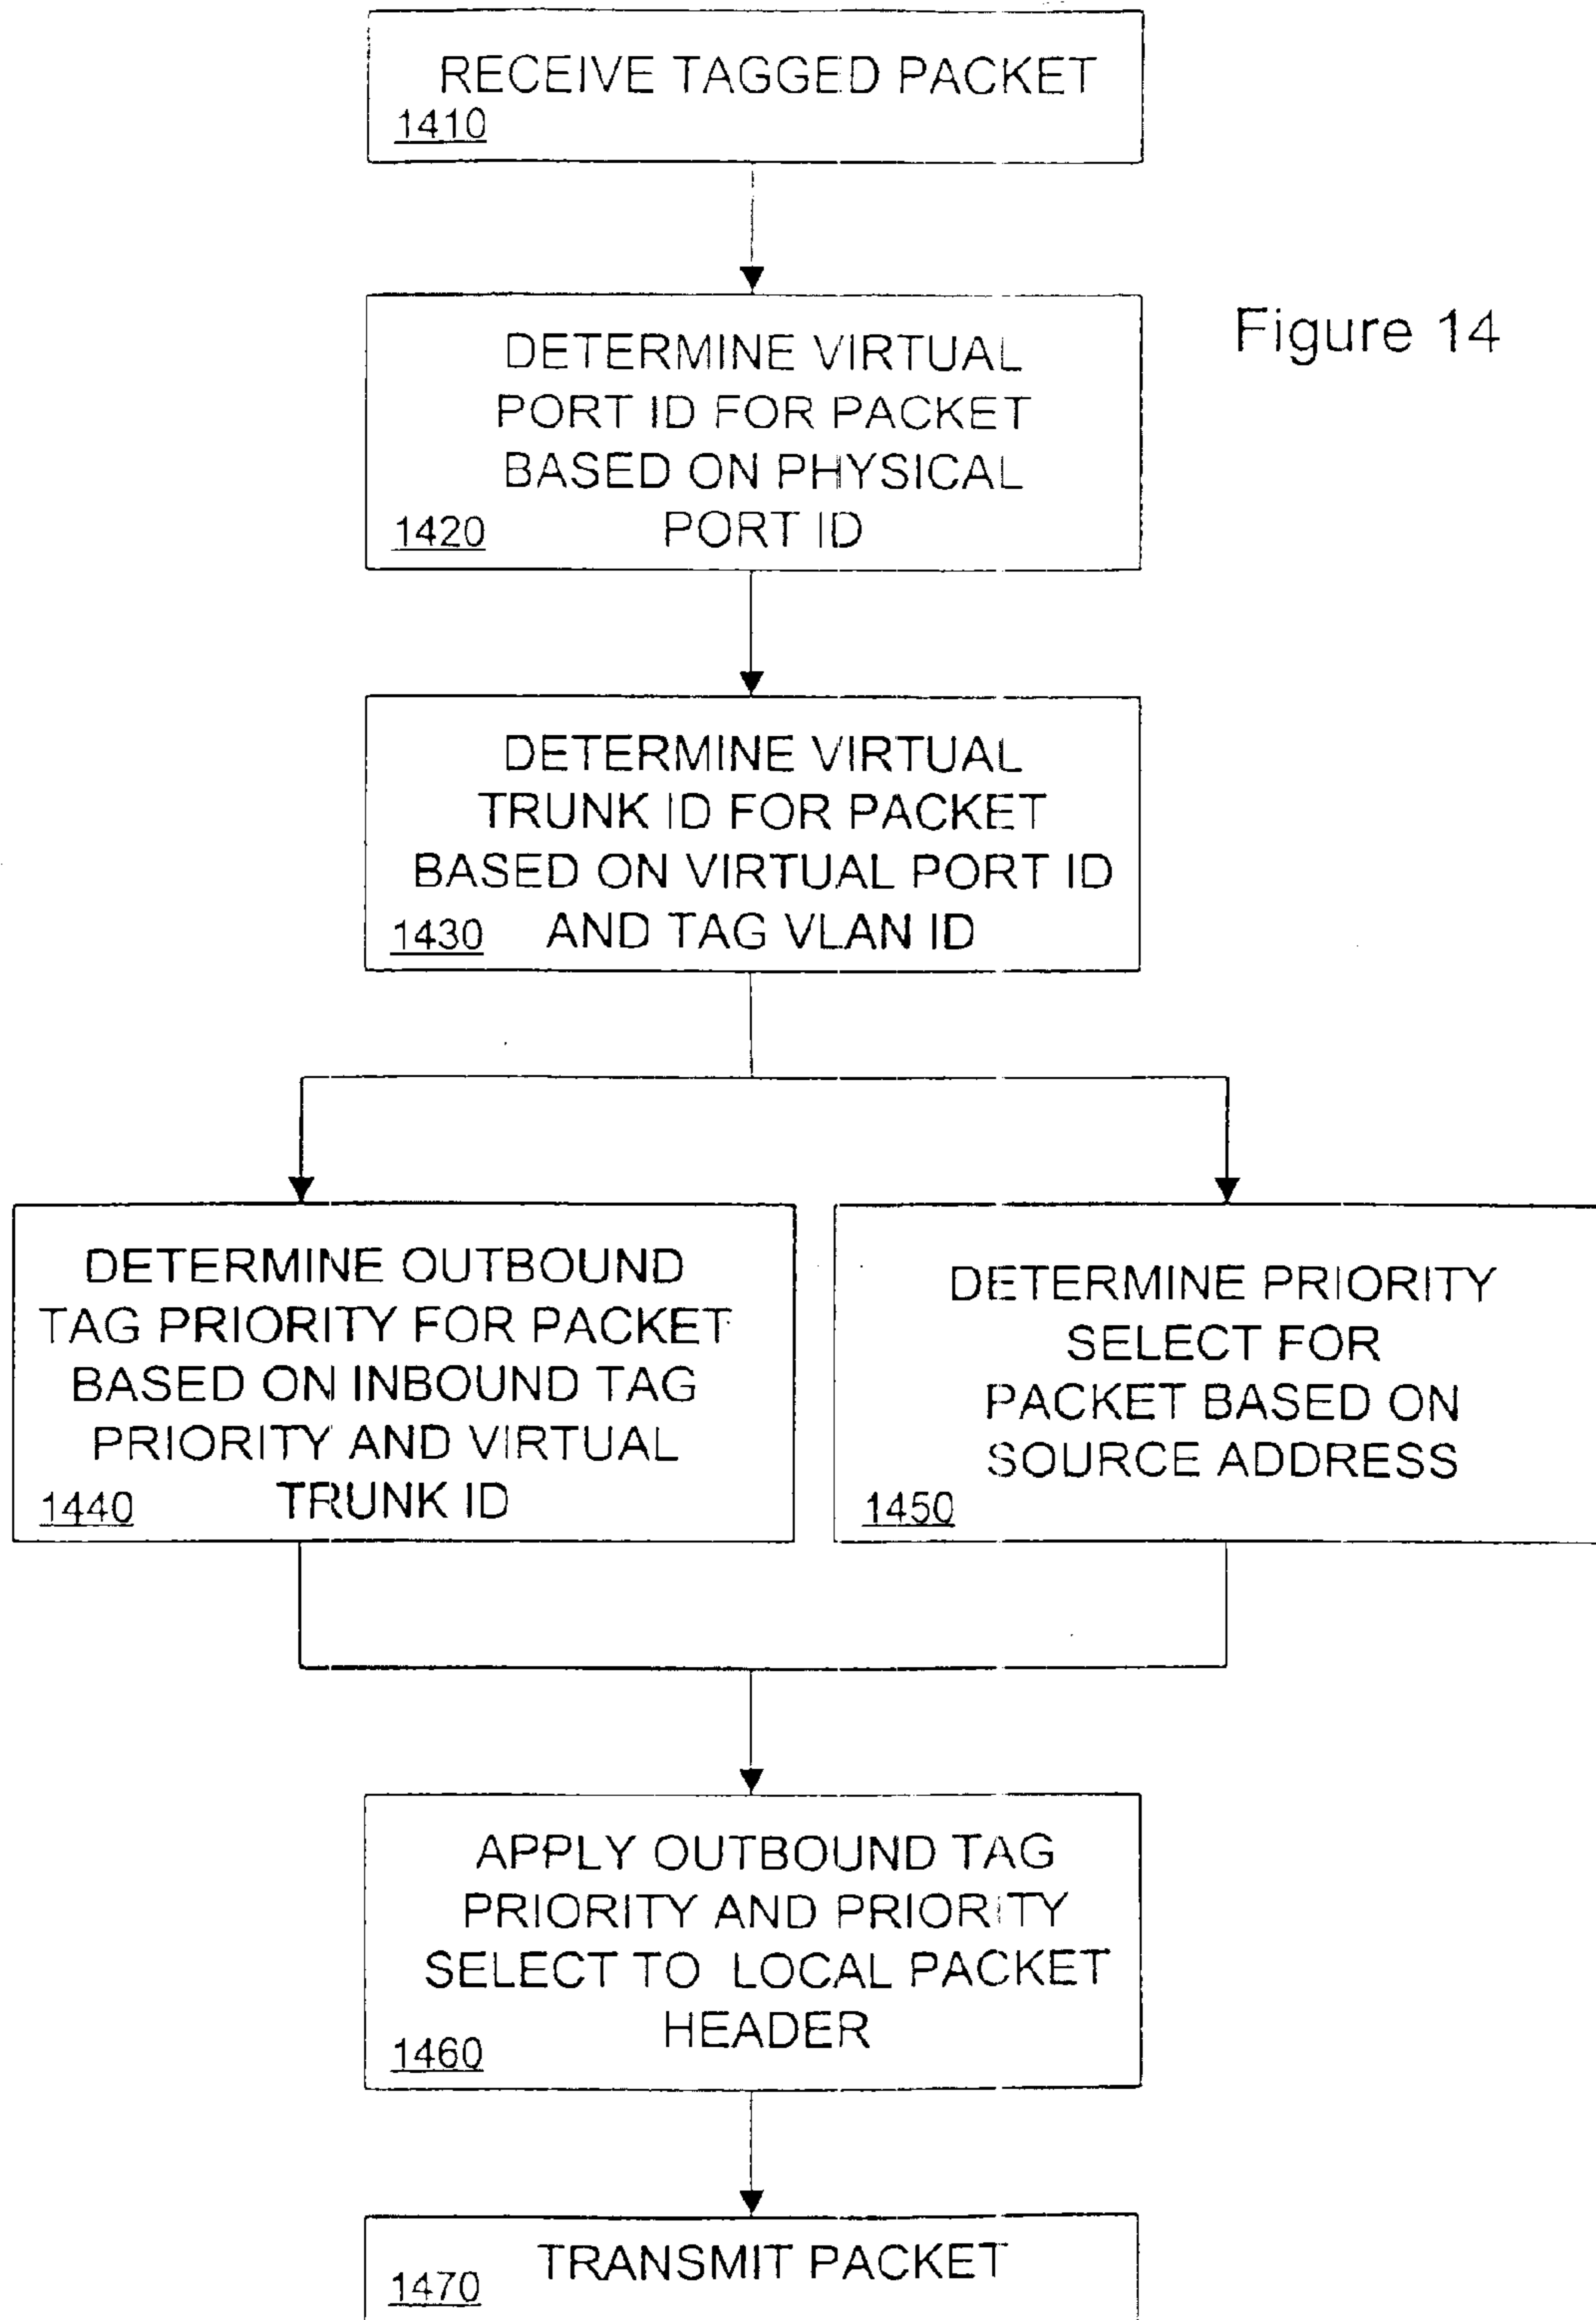 RECEIVE TAGGED PACKET
1410
Figure 14
DETERMINE VIRTUAL
PORT ID FOR PACKET
BASED ON PHYSICAL
1420 PORT ID
DETERMINE VIRTUAL
TRUNK ID FOR PACKET
BASED ON VIRTUAL PORT ID
1430 AND TAG VLAN ID
DETERMINE OUTBOUND
TAG PRIORITY FOR PACKET
BASED ON INBOUND TAG
PRIORITY AND VIRTUAL
1440 TRUNK ID
DETERMINE PRIORITY
SELECT FOR
PACKET BASED ON
SOURCE ADDRESS
1450
APPLY OUTBOUND TAG
PRIORITY AND PRIORITY
SELECT TO LOCAL PACKET
HEADER
1460
TRANSMIT PACKET
1470